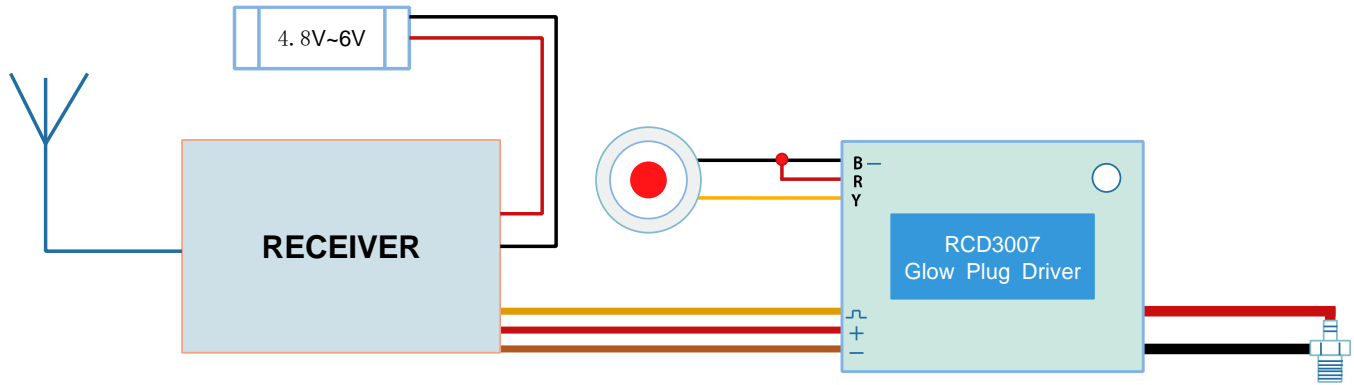 4.8V~6V
RECEIVER
B −
R
Y
RCD3007
Glow Plug Driver
+
−